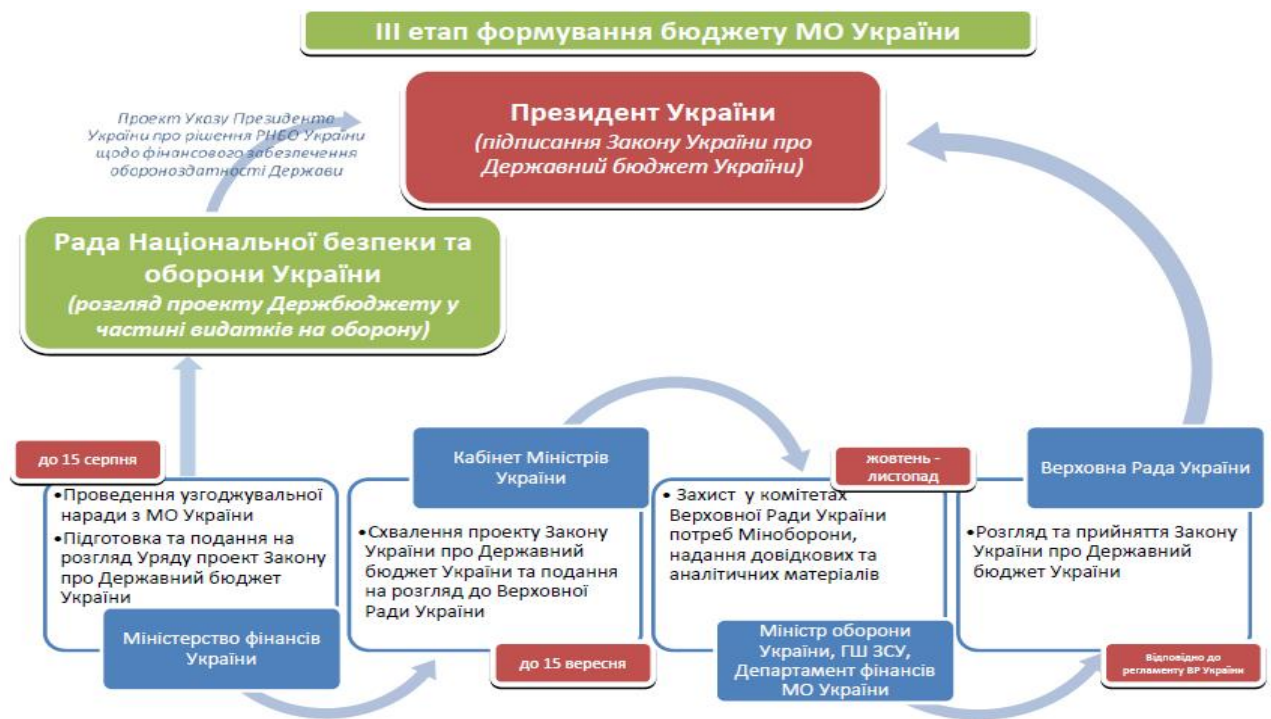 ІІІ етап формування бюджету МО України
Проект Указу Президента
України про рішення РНБО України
щодо фінансового забезпечення
обороноздатності Держави
Президент України
(підписання Закону України про
Державний бюджет України)
Рада Національної безпеки та
оборони України
(розгляд проекту Держбюджету у
частині видатків на оборону)
до 15 серпня
•Проведення узгоджувальної
наради з МО України
•Підготовка та подання на
розгляд Уряду проект Закону
про Державний бюджет
України
Міністерство фінансів
України
Кабінет Міністрів
України
•Схвалення проекту Закону
України про Державний
бюджет України та подання
на розгляд до Верховної
Ради України
до 15 вересня
жовтень -
листопад
• Захист у комітетах
Верховної Ради України
потреб Міноборони,
надання довідкових та
аналітичних матеріалів
Міністр оборони
України, ГШ ЗСУ,
Департамент фінансів
МО України
Верховна Рада України
•Розгляд та прийняття Закону
України про Державний
бюджет України
Відповідно до
регламенту ВР України